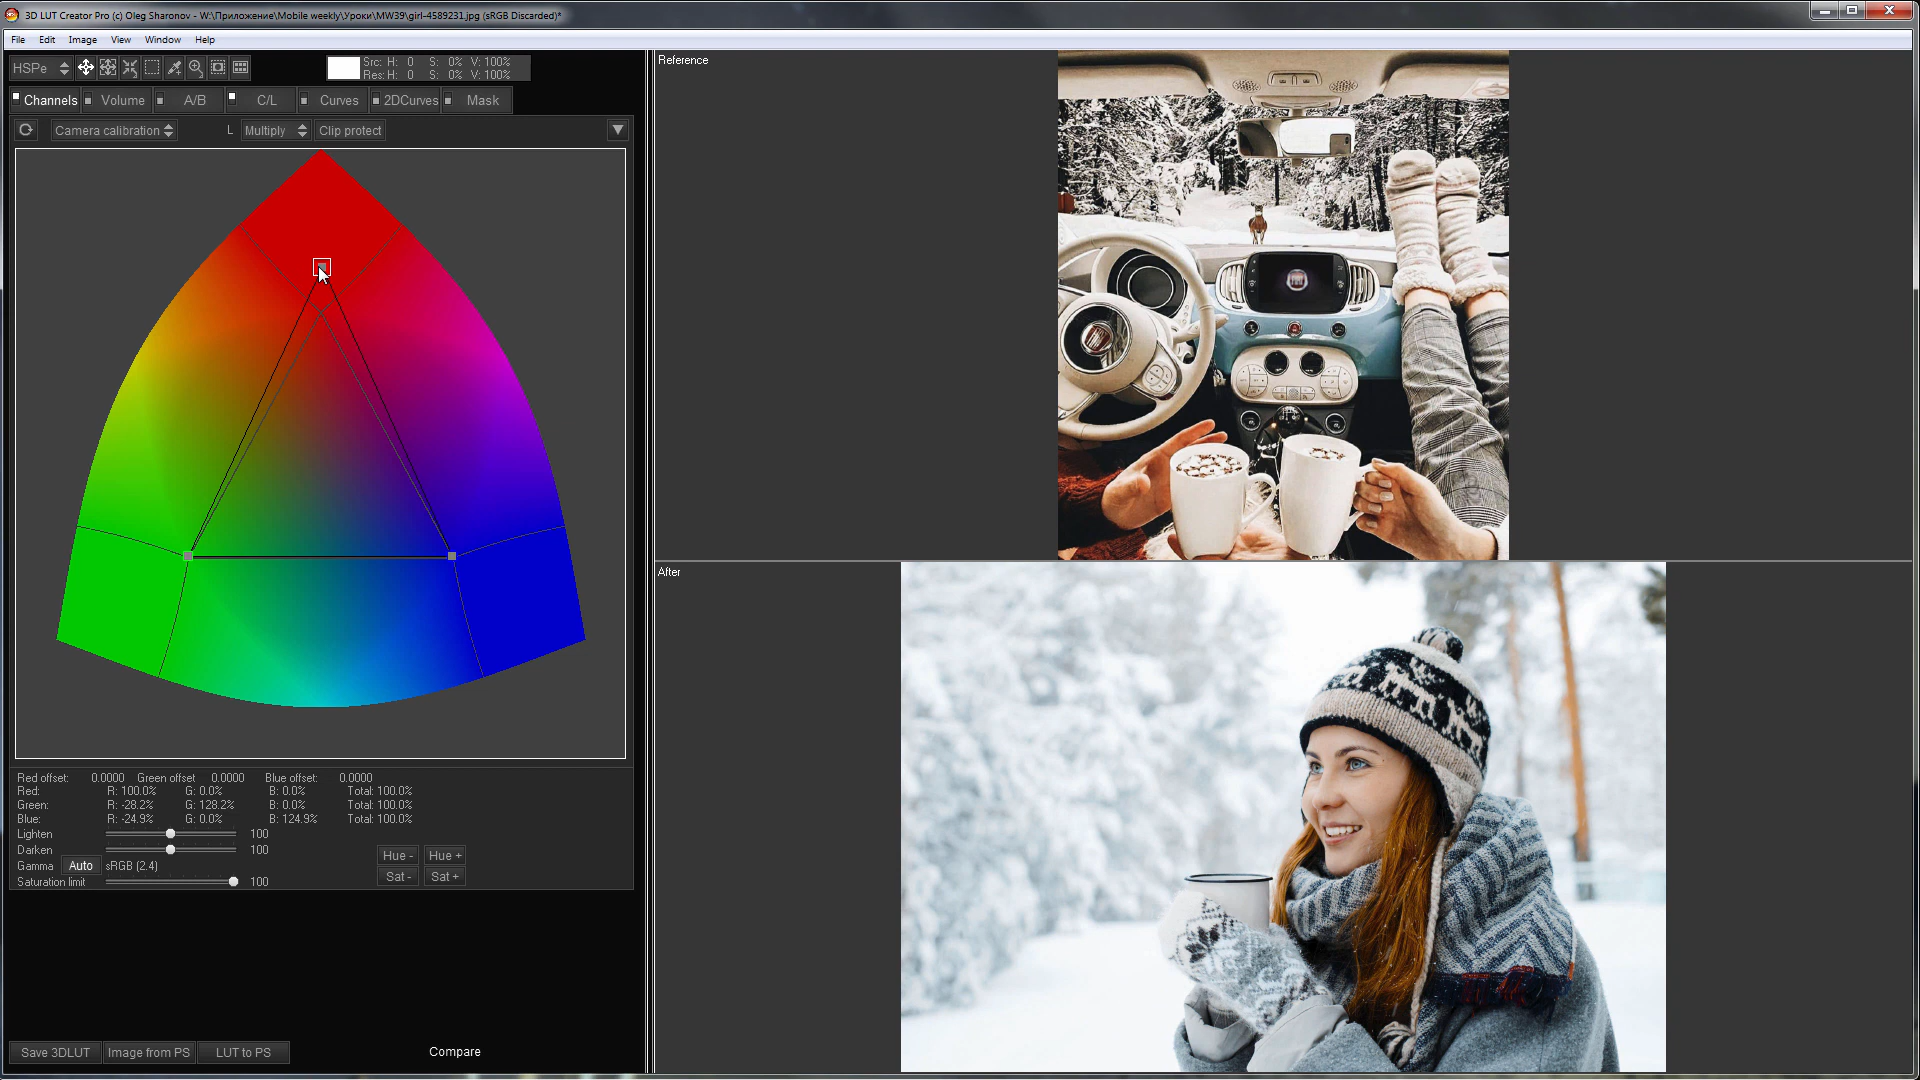 3D LUT Creator Pro (c) Oleg Sharonov - W:\Приложение\Mobile weekly\Уроки\MW39\girl-4589231.jpg (sRGB Discarded)*
File Edit Image View Window Help
HSPe
Src: H: 0 S: 0% V: 100%
Res: H: 0 S: 0% V: 100%
Channels Volume A/B C/L Curves 2DCurves Mask
Camera calibration L Multiply Clip protect
Reference
After
Red offset: 0.0000 Green offset 0.0000 Blue offset: 0.0000
Red: R: 100.0% G: 0.0% B: 0.0% Total: 100.0%
Green: R: -28.2% G: 128.2% B: 0.0% Total: 100.0%
Blue: R: -24.9% G: 0.0% B: 124.9% Total: 100.0%
Lighten 100
Darken 100
Gamma Auto sRGB (2.4)
Saturation limit 100
Hue - Hue +
Sat - Sat +
Save 3DLUT Image from PS LUT to PS Compare